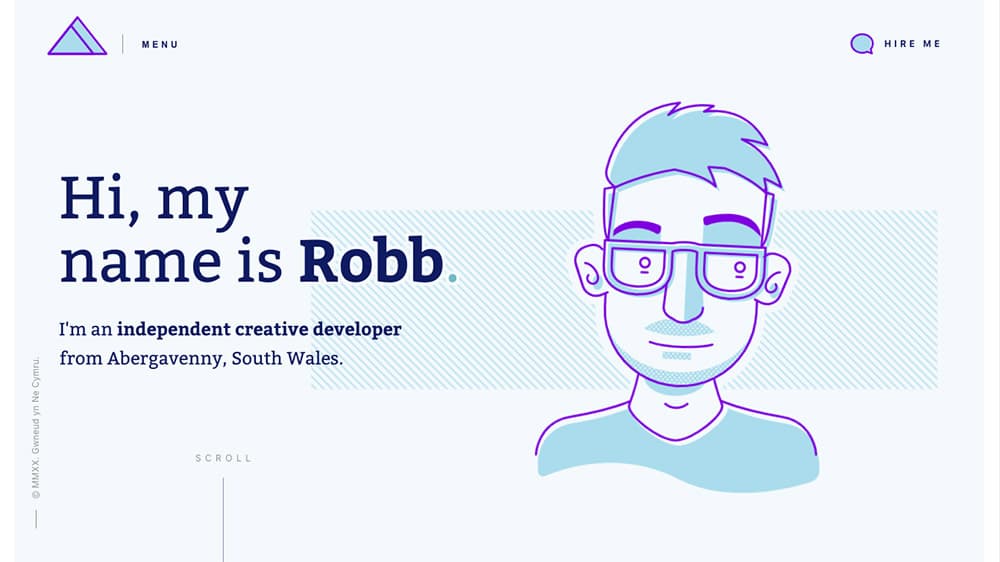 MENU
HIRE ME
Hi, my
name is Robb.
I'm an independent creative developer
from Abergavenny, South Wales.
SCROLL
© MMXX. Gwneud yn Ne Cymru.